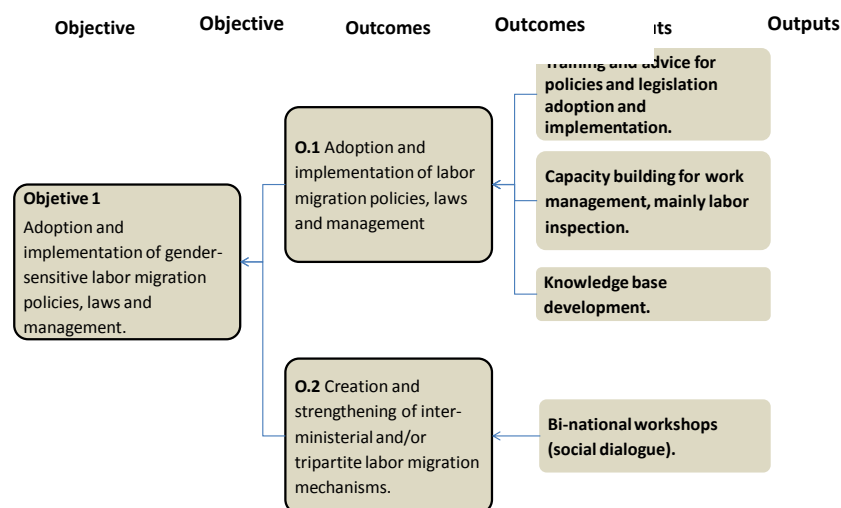 Objective Objective Outcomes Outcomes Outputs
Objetive 1
Adoption and
implementation of gender-
sensitive labor migration
policies, laws and
management.
O.1 Adoption and
implementation of labor
migration policies, laws
and management
O.2 Creation and
strengthening of inter-
ministerial and/or
tripartite labor migration
mechanisms.
Training and advice for
policies and legislation
adoption and
implementation.
Capacity building for work
management, mainly labor
inspection.
Knowledge base
development.
Bi-national workshops
(social dialogue).